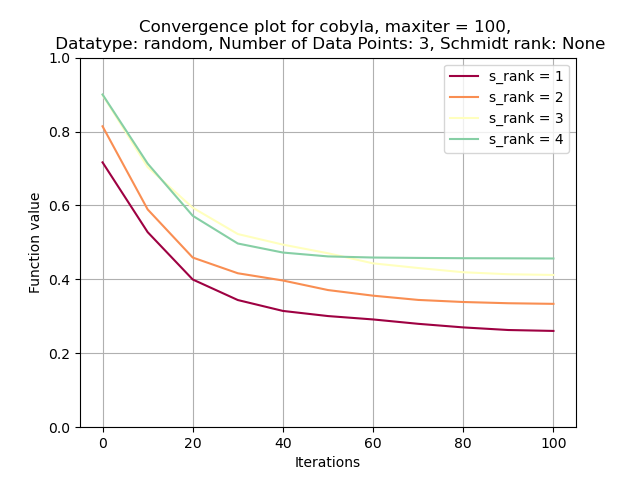 Convergence plot for cobyla, maxiter = 100,
Datatype: random, Number of Data Points: 3, Schmidt rank: None
s_rank = 1
s_rank = 2
s_rank = 3
s_rank = 4
Function value
1.0
0.8
0.6
0.4
0.2
0.0
0 20 40 60 80 100
Iterations